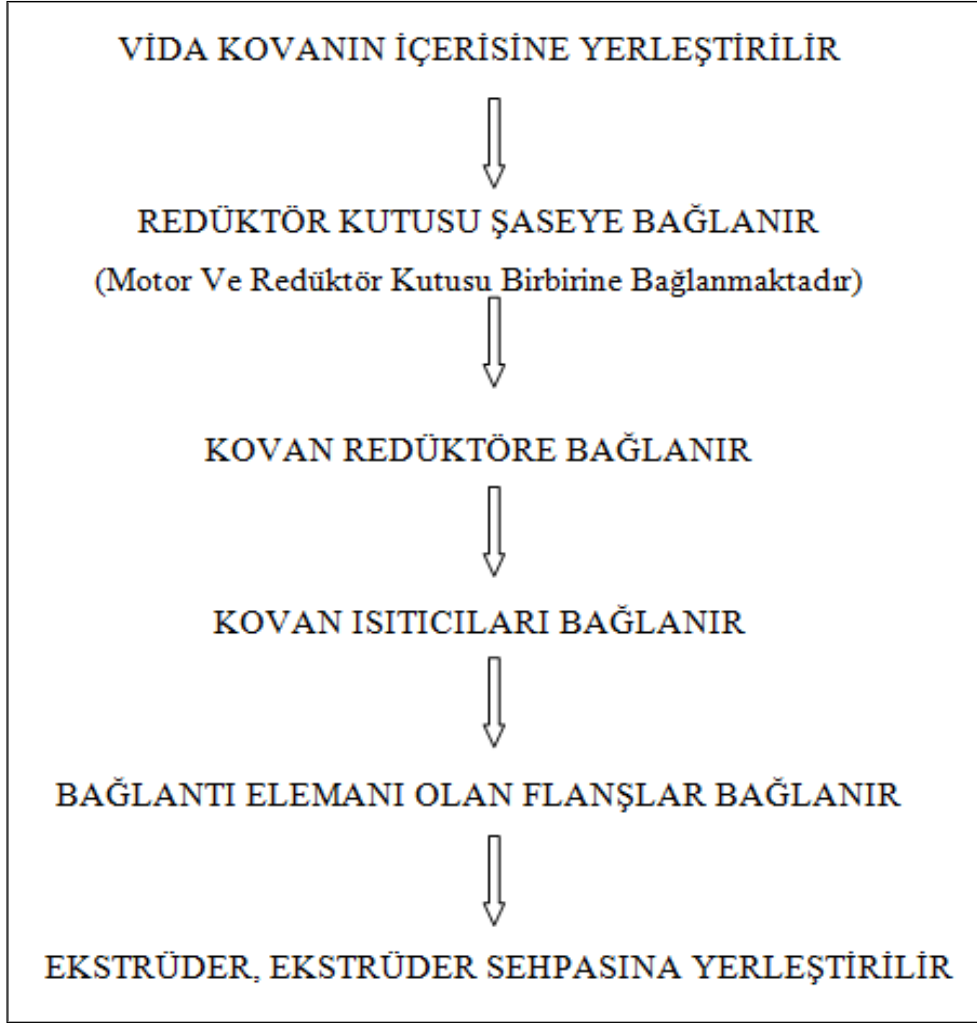 VİDA KOVANIN İÇERİSİNE YERLEŞTİRİLİR
REDÜKTÖR KUTUSU ŞASEYE BAĞLANIR
(Motor Ve Redüktör Kutusu Birbirine Bağlanmaktadır)
KOVAN REDÜKTÖRE BAĞLANIR
KOVAN ISITICILARI BAĞLANIR
BAĞLANTI ELEMANI OLAN FLANŞLAR BAĞLANIR
EKSTRÜDER, EKSTRÜDER SEHPASINA YERLEŞTİRİLİR